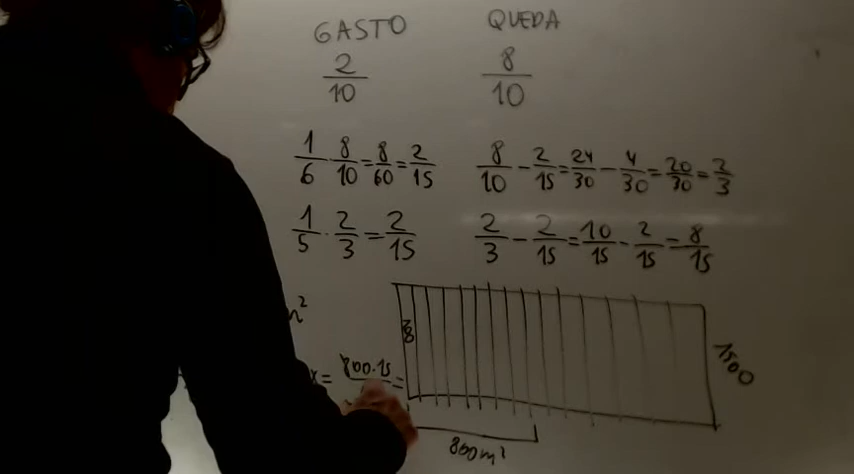 GASTO QUEDA
2/10 8/10
1/6 · 8/10 = 8/60 = 2/15 8/10 - 2/15 = 24/30 - 4/30 = 20/30 = 2/3
1/5 · 2/3 = 2/15 2/3 - 2/15 = 10/15 - 2/15 = 8/15
1500
x = 800·15
800m²